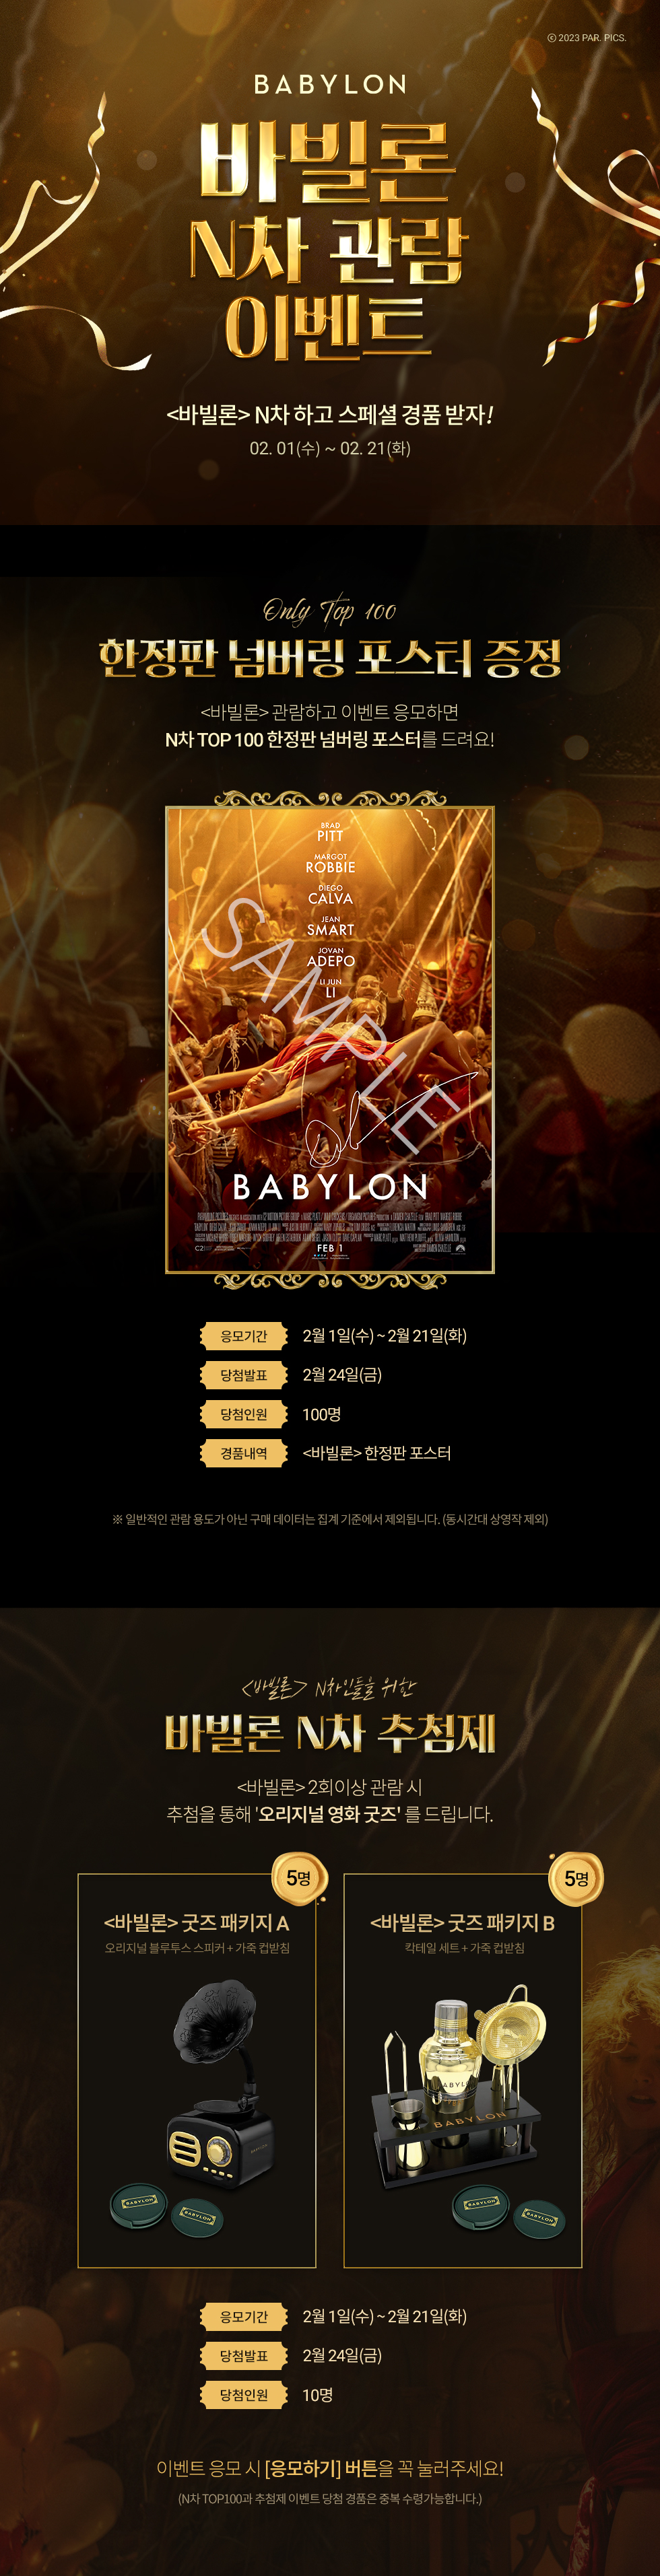 ⓒ 2023 PAR. PICS.
BABYLON
바빌론
N차 관람
이벤트
<바빌론> N차 하고 스페셜 경품 받자!
02. 01(수) ~ 02. 21(화)
Only Top 100
한정판 넘버링 포스터 증정
<바빌론> 관람하고 이벤트 응모하면
N차 TOP 100 한정판 넘버링 포스터를 드려요!
BRAD
PITT
MARGOT
ROBBIE
DIEGO
CALVA
JEAN
SMART
JOVAN
ADEPO
LI JUN
LI
SAMPLE
BABYLON
FEB 1
응모기간 2월 1일(수) ~ 2월 21일(화)
당첨발표 2월 24일(금)
당첨인원 100명
경품내역 <바빌론> 한정판 포스터
※ 일반적인 관람 용도가 아닌 구매 데이터는 집계 기준에서 제외됩니다. (동시간대 상영작 제외)
<바빌론> N차인들을 위한
바빌론 N차 추첨제
<바빌론> 2회이상 관람 시
추첨을 통해 '오리지널 영화 굿즈' 를 드립니다.
5명
<바빌론> 굿즈 패키지 A
오리지널 블루투스 스피커 + 가죽 컵받침
BABYLON
BABYLON
BABYLON
5명
<바빌론> 굿즈 패키지 B
칵테일 세트 + 가죽 컵받침
BABYLON
BABYLON
BABYLON
BABYLON
응모기간 2월 1일(수) ~ 2월 21일(화)
당첨발표 2월 24일(금)
당첨인원 10명
이벤트 응모 시 [응모하기] 버튼을 꼭 눌러주세요!
(N차 TOP100과 추첨제 이벤트 당첨 경품은 중복 수령가능합니다.)